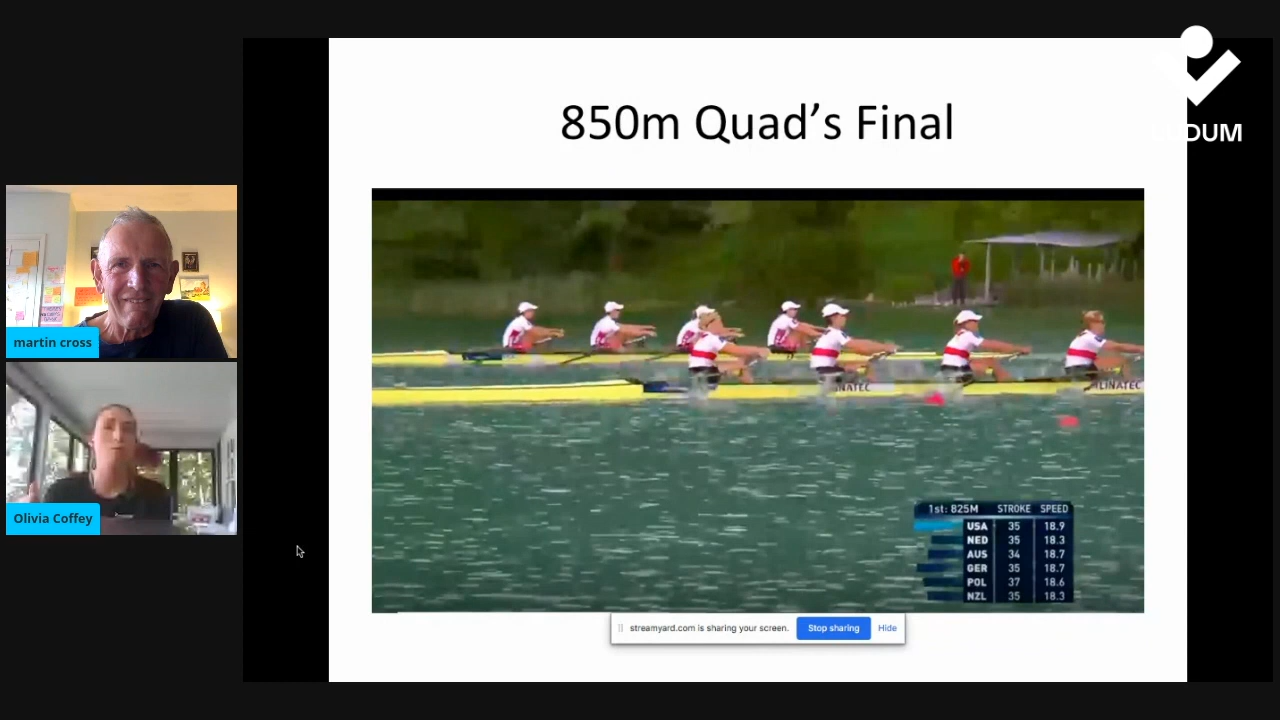 850m Quad's Final
LUDUM
martin cross
Olivia Coffey
1st: 825M STROKE SPEED
USA 35 18.9
NED 35 18.3
AUS 34 18.7
GER 35 18.7
POL 37 18.6
NZL 35 18.3
streamyard.com is sharing your screen. Stop sharing Hide